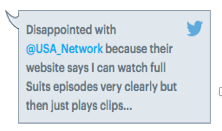 Disappointed with
@USA_Network because their
website says I can watch full
Suits episodes very clearly but
then just plays clips...